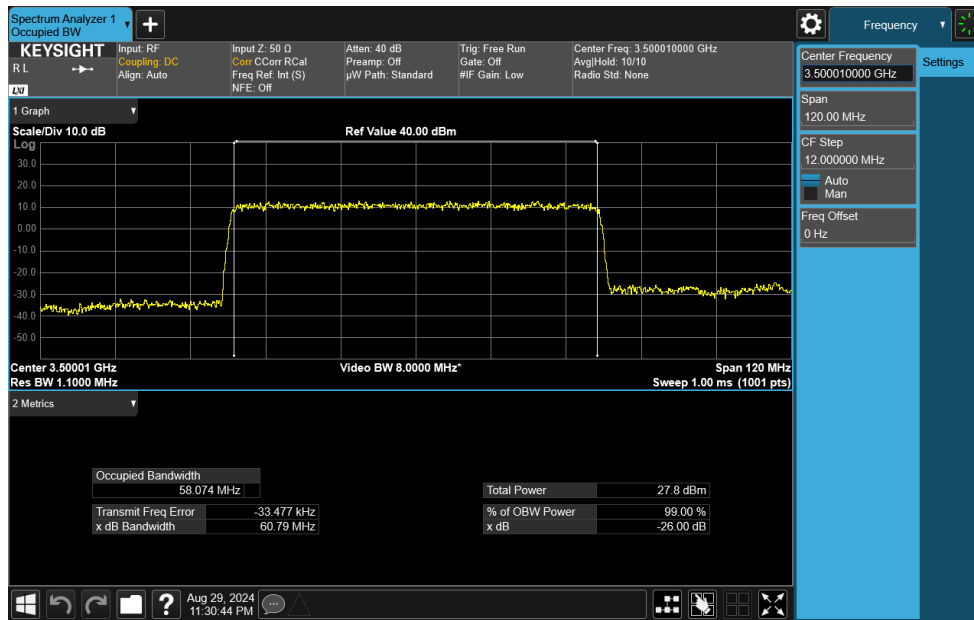 Spectrum Analyzer 1
Occupied BW
Frequency
KEYSIGHT
R L
LXI
Input: RF
Coupling: DC
Align: Auto
Input Z: 50 Ω
Corr CCorr RCal
Freq Ref: Int (S)
NFE: Off
Atten: 40 dB
Preamp: Off
µW Path: Standard
Trig: Free Run
Gate: Off
#IF Gain: Low
Center Freq: 3.500010000 GHz
Avg|Hold: 10/10
Radio Std: None
Center Frequency
3.500010000 GHz
Settings
Span
120.00 MHz
CF Step
12.000000 MHz
Auto
Man
Freq Offset
0 Hz
1 Graph
Scale/Div 10.0 dB
Ref Value 40.00 dBm
Log
30.0
20.0
10.0
0.00
-10.0
-20.0
-30.0
-40.0
-50.0
Center 3.50001 GHz
Video BW 8.0000 MHz*
Span 120 MHz
Res BW 1.1000 MHz
Sweep 1.00 ms (1001 pts)
2 Metrics
Occupied Bandwidth
58.074 MHz
Total Power 27.8 dBm
Transmit Freq Error -33.477 kHz
% of OBW Power 99.00 %
x dB Bandwidth 60.79 MHz
x dB -26.00 dB
?
Aug 29, 2024
11:30:44 PM